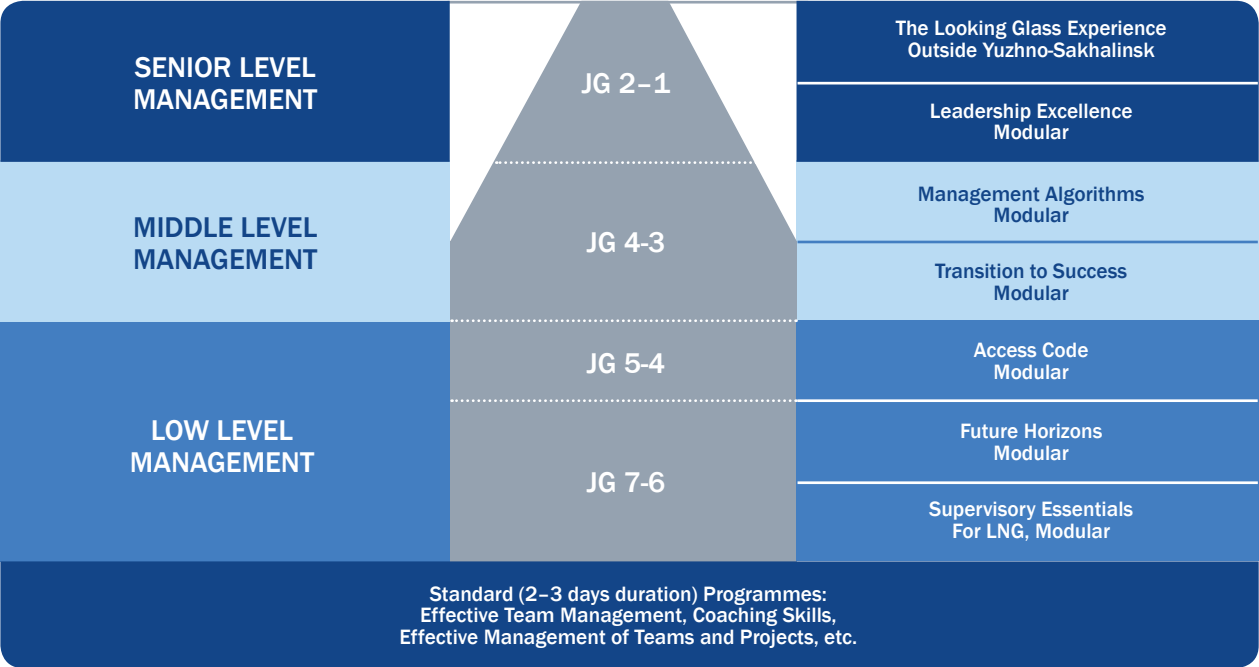 SENIOR LEVEL
MANAGEMENT
JG 2–1
The Looking Glass Experience
Outside Yuzhno-Sakhalinsk
Leadership Excellence
Modular
MIDDLE LEVEL
MANAGEMENT
JG 4-3
Management Algorithms
Modular
Transition to Success
Modular
LOW LEVEL
MANAGEMENT
JG 5-4
Access Code
Modular
JG 7-6
Future Horizons
Modular
Supervisory Essentials
For LNG, Modular
Standard (2–3 days duration) Programmes:
Effective Team Management, Coaching Skills,
Effective Management of Teams and Projects, etc.